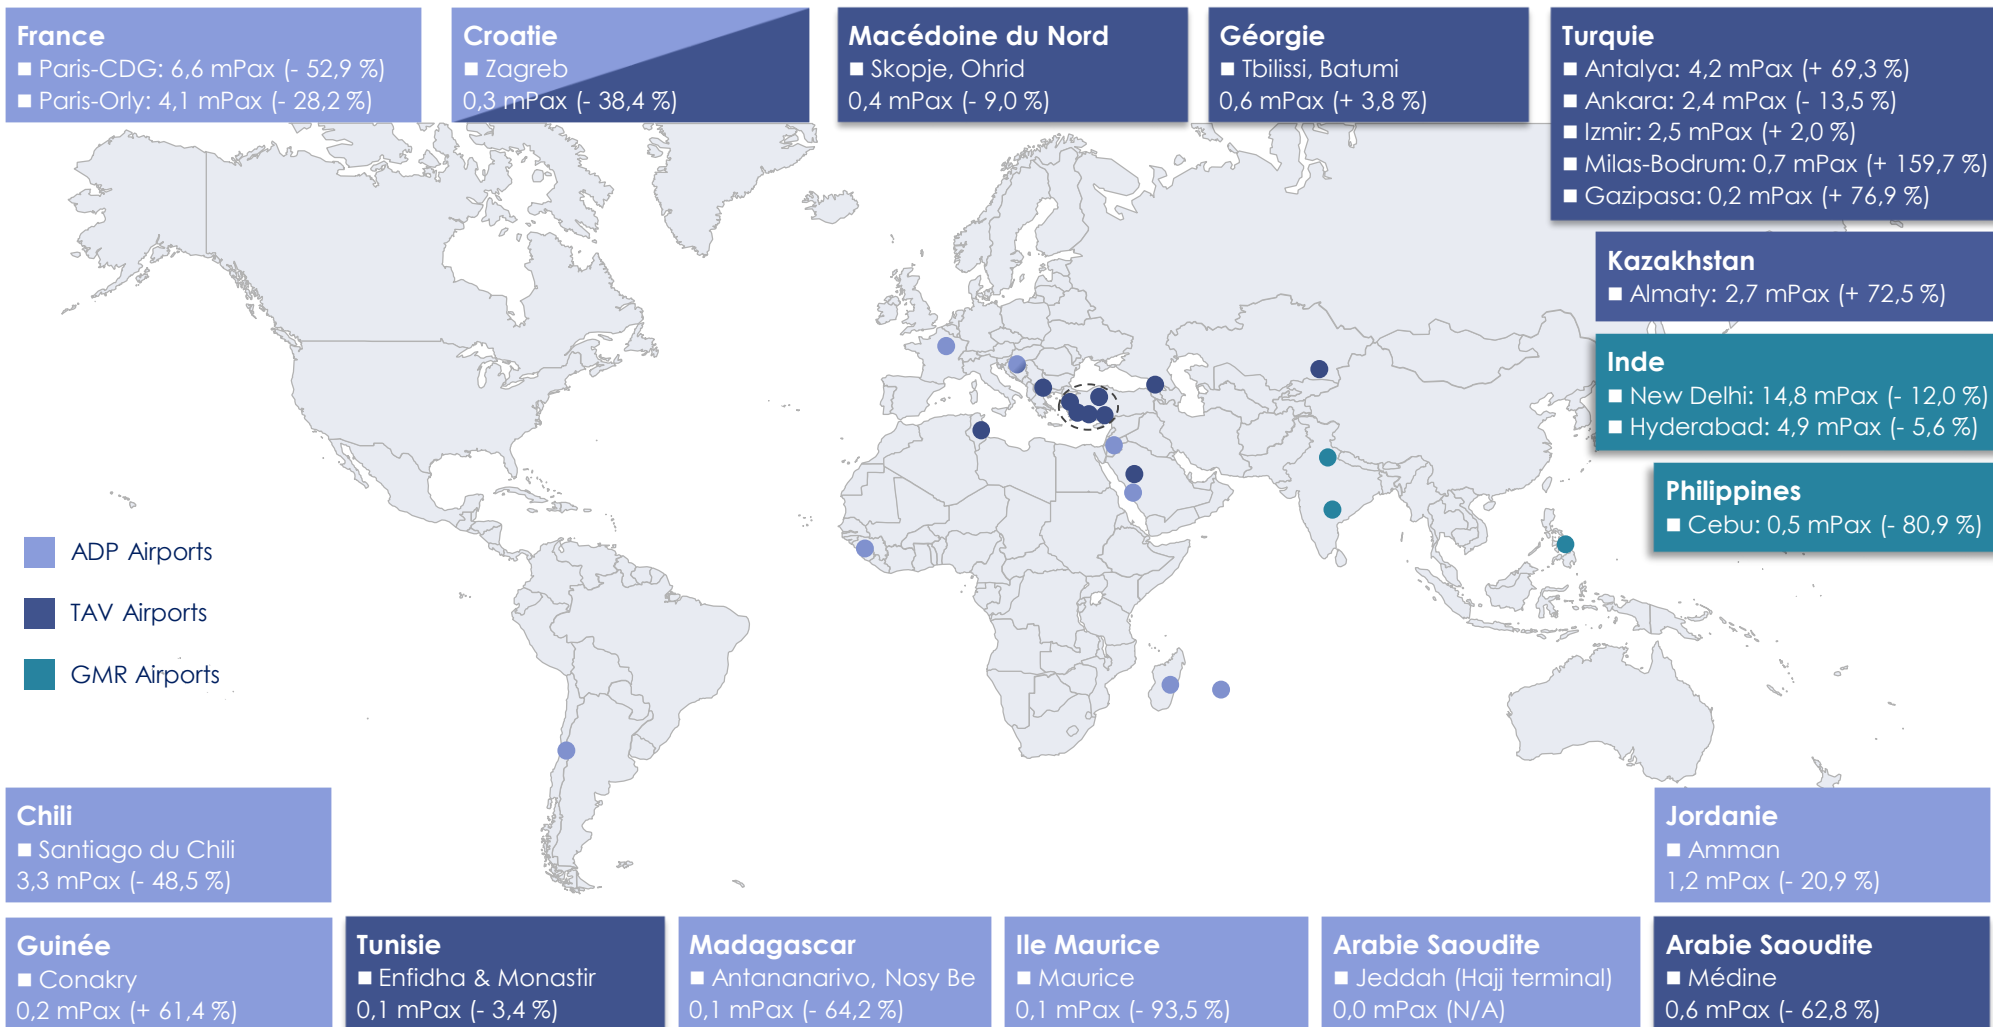 France
■ Paris-CDG: 6,6 mPax (- 52,9 %)
■ Paris-Orly: 4,1 mPax (- 28,2 %)
Croatie
■ Zagreb
0,3 mPax (- 38,4 %)
Macédoine du Nord
■ Skopje, Ohrid
0,4 mPax (- 9,0 %)
Géorgie
■ Tbilissi, Batumi
0,6 mPax (+ 3,8 %)
Turquie
■ Antalya: 4,2 mPax (+ 69,3 %)
■ Ankara: 2,4 mPax (- 13,5 %)
■ Izmir: 2,5 mPax (+ 2,0 %)
■ Milas-Bodrum: 0,7 mPax (+ 159,7 %)
■ Gazipasa: 0,2 mPax (+ 76,9 %)
Kazakhstan
■ Almaty: 2,7 mPax (+ 72,5 %)
Inde
■ New Delhi: 14,8 mPax (- 12,0 %)
■ Hyderabad: 4,9 mPax (- 5,6 %)
Philippines
■ Cebu: 0,5 mPax (- 80,9 %)
ADP Airports
TAV Airports
GMR Airports
Chili
■ Santiago du Chili
3,3 mPax (- 48,5 %)
Jordanie
■ Amman
1,2 mPax (- 20,9 %)
Guinée
■ Conakry
0,2 mPax (+ 61,4 %)
Tunisie
■ Enfidha & Monastir
0,1 mPax (- 3,4 %)
Madagascar
■ Antananarivo, Nosy Be
0,1 mPax (- 64,2 %)
Ile Maurice
■ Maurice
0,1 mPax (- 93,5 %)
Arabie Saoudite
■ Jeddah (Hajj terminal)
0,0 mPax (N/A)
Arabie Saoudite
■ Médine
0,6 mPax (- 62,8 %)